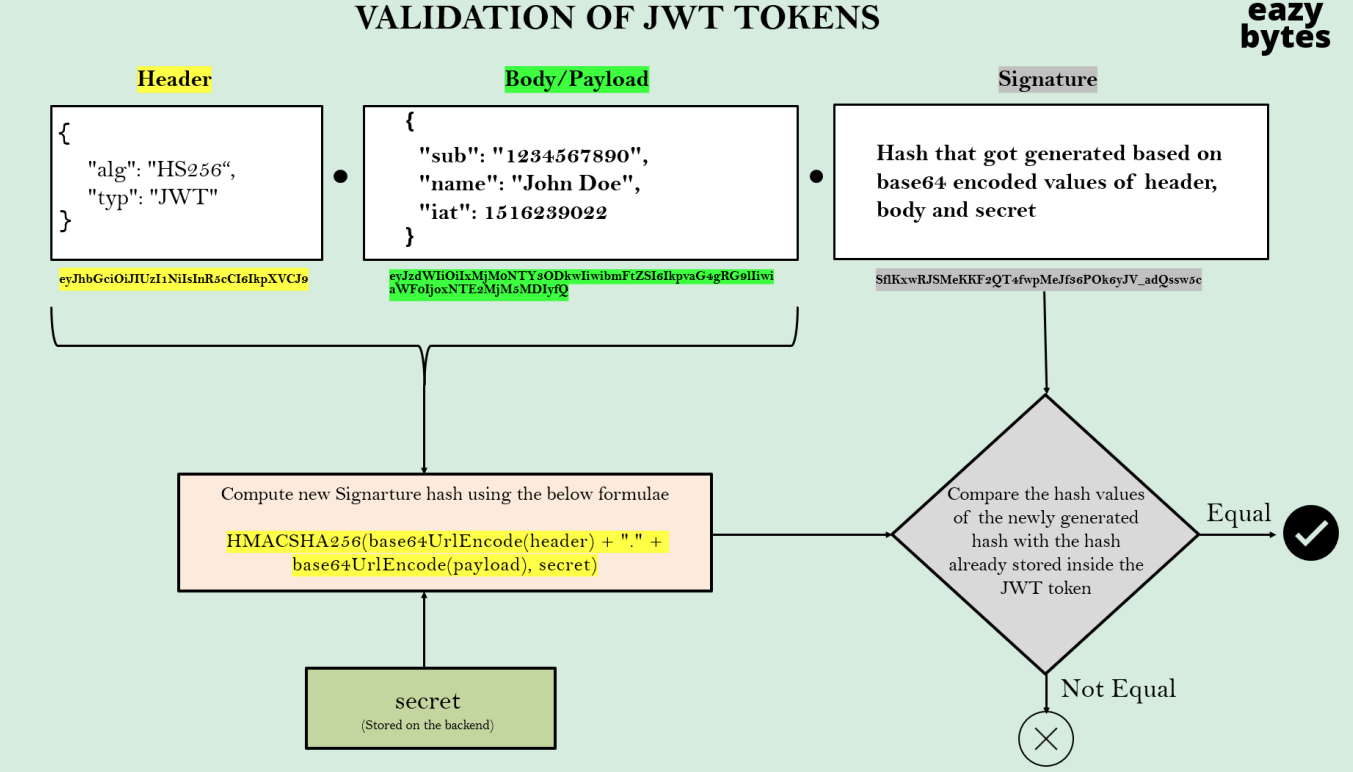 VALIDATION OF JWT TOKENS
eazy
bytes
Header
Body/Payload
Signature
{
"alg": "HS256“,
"typ": "JWT"
}
{
"sub": "1234567890",
"name": "John Doe",
"iat": 1516239022
}
Hash that got generated based on
base64 encoded values of header,
body and secret
eyJhbGciOiJIUzI1NiIsInR5cCI6IkpXVCJ9
eyJzdWIiOiIxMjM0NTY3ODkwIiwibmFtZSI6IkpvaG4gRG9lIiwi
aWF0IjoxNTE2MjM5MDIyfQ
SflKxwRJSMeKKF2QT4fwpMeJf36POk6yJV_adQssw5c
Compute new Signarture hash using the below formulae
HMACSHA256(base64UrlEncode(header) + "." +
base64UrlEncode(payload), secret)
Compare the hash values
of the newly generated
hash with the hash
already stored inside the
JWT token
Equal
Not Equal
secret
(Stored on the backend)